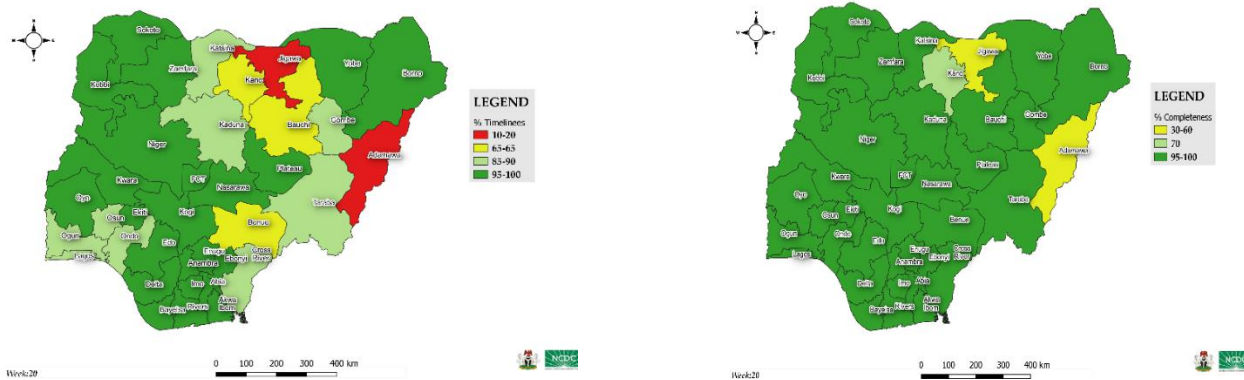 N
W
E
S
Sokoto
Katsina
Jigawa
Zamfara
Kano
Yobe
Borno
Kebbi
Kaduna
Bauchi
Gombe
Niger
Adamawa
Plateau
FCT
Kwara
Nasarawa
Taraba
Oyo
Osun
Ekiti
Kogi
Benue
Ogun
Ondo
Edo
Enugu
Cross River
Lagos
Anambra
Ebonyi
Delta
Imo
Abia
Akwa Ibom
Bayelsa
Rivers
LEGEND
% Timelinees
10-20
65-65
85-90
95-100
0 100 200 300 400 km
Week:20
NCDC
N
W
E
S
Sokoto
Katsina
Jigawa
Zamfara
Kano
Yobe
Borno
Kebbi
Kaduna
Bauchi
Gombe
Niger
Adamawa
Plateau
FCT
Kwara
Nasarawa
Taraba
Oyo
Osun
Ekiti
Kogi
Benue
Ogun
Ondo
Edo
Enugu
Cross River
Lagos
Anambra
Ebonyi
Delta
Imo
Abia
Akwa Ibom
Bayelsa
Rivers
LEGEND
% Completeness
30-60
70
95-100
0 100 200 300 400 km
Week:20
NCDC